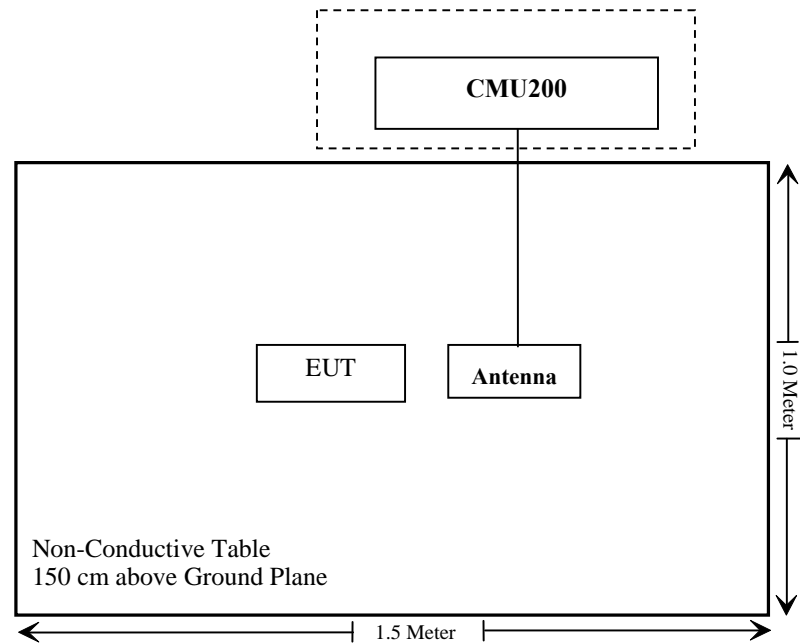 CMU200
EUT
Antenna
1.0 Meter
Non-Conductive Table
150 cm above Ground Plane
1.5 Meter